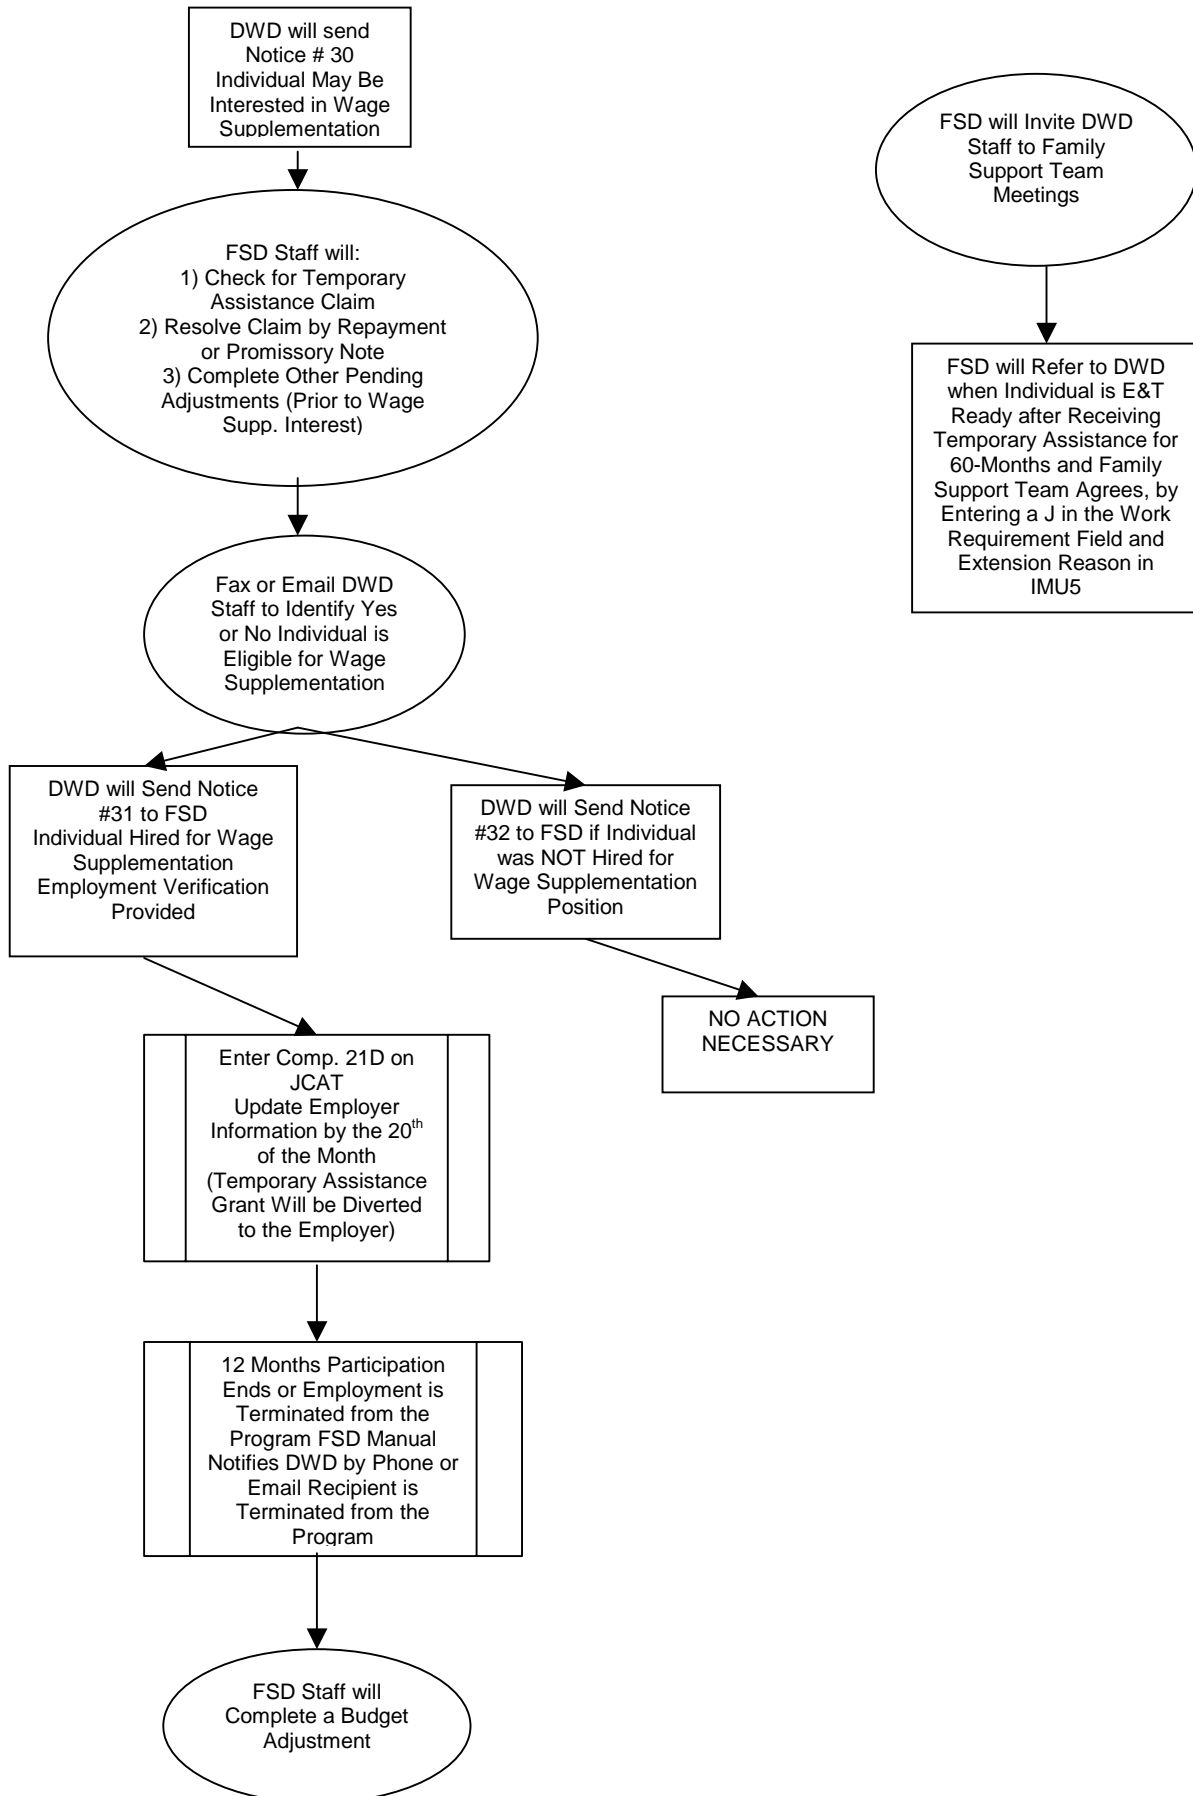 DWD will send
Notice # 30
Individual May Be
Interested in Wage
Supplementation
FSD will Invite DWD
Staff to Family
Support Team
Meetings
FSD Staff will:
1) Check for Temporary
Assistance Claim
2) Resolve Claim by Repayment
or Promissory Note
3) Complete Other Pending
Adjustments (Prior to Wage
Supp. Interest)
FSD will Refer to DWD
when Individual is E&T
Ready after Receiving
Temporary Assistance for
60-Months and Family
Support Team Agrees, by
Entering a J in the Work
Requirement Field and
Extension Reason in
IMU5
Fax or Email DWD
Staff to Identify Yes
or No Individual is
Eligible for Wage
Supplementation
DWD will Send Notice
#31 to FSD
Individual Hired for Wage
Supplementation
Employment Verification
Provided
DWD will Send Notice
#32 to FSD if Individual
was NOT Hired for
Wage Supplementation
Position
NO ACTION
NECESSARY
Enter Comp. 21D on
JCAT
Update Employer
Information by the 20th
of the Month
(Temporary Assistance
Grant Will be Diverted
to the Employer)
12 Months Participation
Ends or Employment is
Terminated from the
Program FSD Manual
Notifies DWD by Phone or
Email Recipient is
Terminated from the
Program
FSD Staff will
Complete a Budget
Adjustment